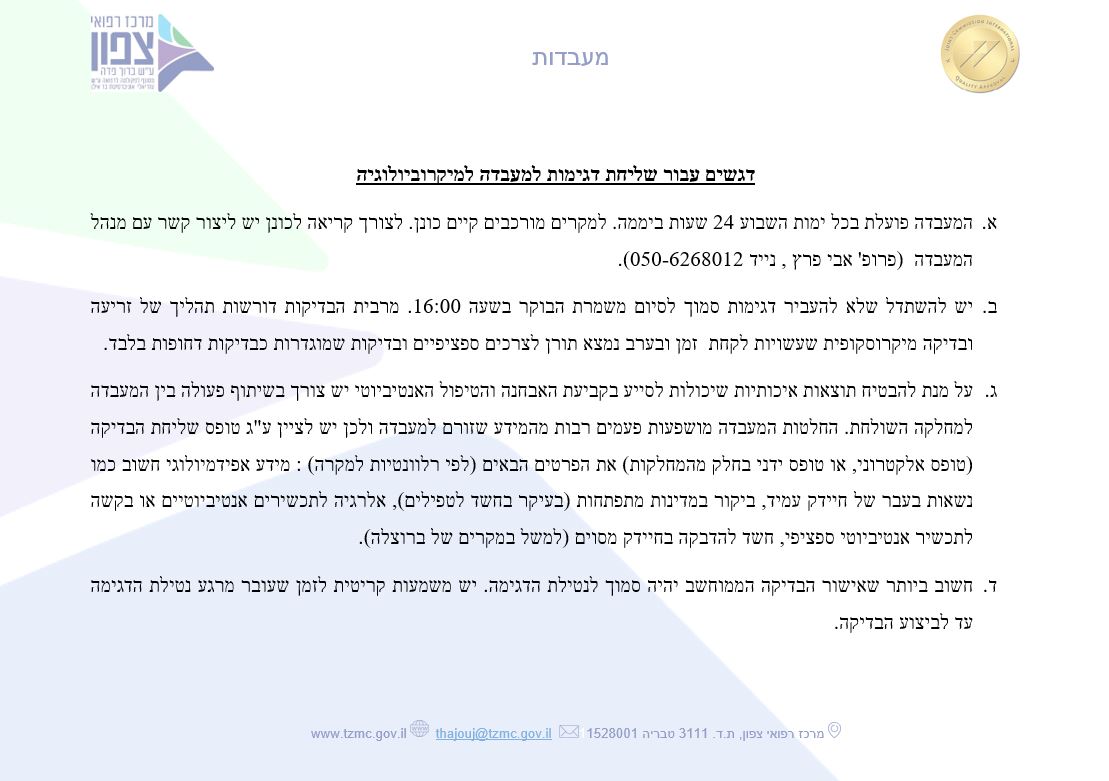 מרכז רפואי
צפון
ע"ש ברוך פדה
מעבדות
JOINT COMMISSION INTERNATIONAL
QUALITY APPROVAL
דגשים עבור שליחת דגימות למעבדה למיקרוביולוגיה
א. המעבדה פועלת בכל ימות השבוע 24 שעות ביממה. למקרים מורכבים קיים כונן. לצורך קריאה לכונן יש ליצור קשר עם מנהל
המעבדה (פרופ' אבי פרץ , נייד 050-6268012).
ב. יש להשתדל שלא להעביר דגימות סמוך לסיום משמרת הבוקר בשעה 16:00. מרבית הבדיקות דורשות תהליך של זריעה
ובדיקה מיקרוסקופית שעשויות לקחת זמן ובערב נמצא תורן לצרכים ספציפיים ובדיקות שמוגדרות כבדיקות דחופות בלבד.
ג. על מנת להבטיח תוצאות איכותיות שיכולות לסייע בקביעת האבחנה והטיפול האנטיביוטי יש צורך בשיתוף פעולה בין המעבדה
למחלקה השולחת. החלטות המעבדה מושפעות פעמים רבות מהמידע שזורם למעבדה ולכן יש לציין ע"ג טופס שליחת הבדיקה
(טופס אלקטרוני, או טופס ידני בחלק מהמחלקות) את הפרטים הבאים (לפי רלוונטיות למקרה) : מידע אפידמיולוגי חשוב כמו
נשאות בעבר של חיידק עמיד, ביקור במדינות מתפתחות (בעיקר בחשד לטפילים), אלרגיה לתכשירים אנטיביוטיים או בקשה
לתכשיר אנטיביוטי ספציפי, חשד להדבקה בחיידק מסוים (למשל במקרים של ברוצלה).
ד. חשוב ביותר שאישור הבדיקה הממוחשב יהיה סמוך לנטילת הדגימה. יש משמעות קריטית לזמן שעובר מרגע נטילת הדגימה
עד לביצוע הבדיקה.
מרכז רפואי צפון, ת.ד. 3111 טבריה 1528001 thajouj@tzmc.gov.il www.tzmc.gov.il